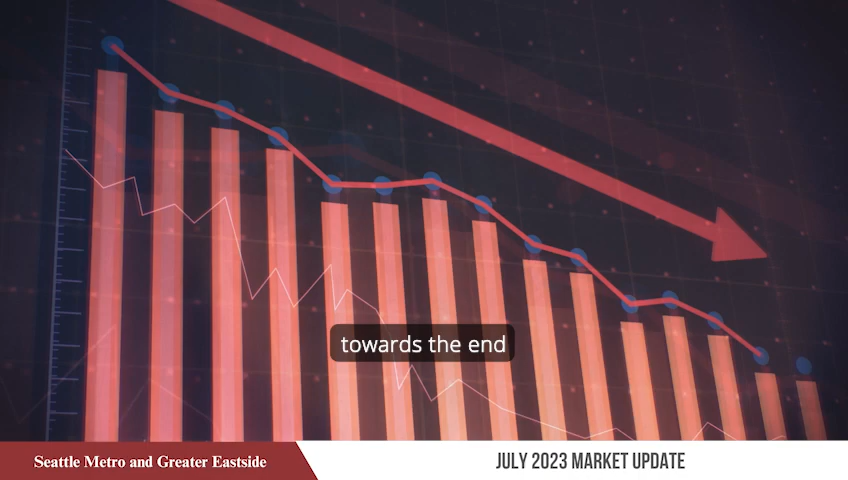 towards the end
Seattle Metro and Greater Eastside
JULY 2023 MARKET UPDATE